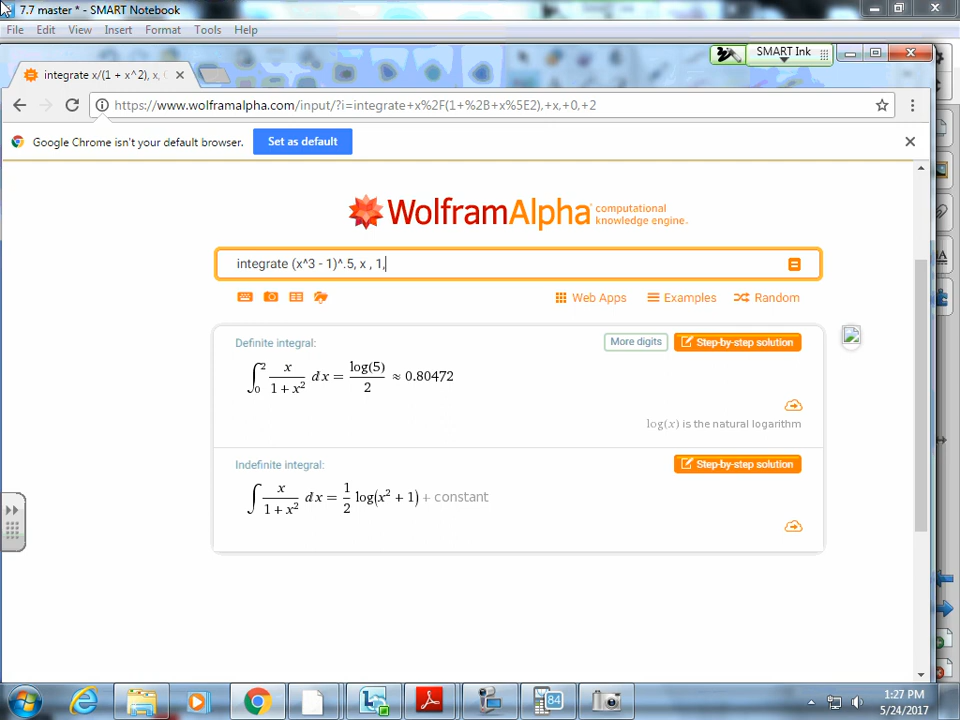 7.7 master * - SMART Notebook
File Edit View Insert Format Tools Help
SMART Ink
integrate x/(1 + x^2), x,
https://www.wolframalpha.com/input/?i=integrate+x%2F(1+%2B+x%5E2),+x,+0,+2
Google Chrome isn't your default browser. Set as default
WolframAlpha computational
knowledge engine.
integrate (x^3 - 1)^.5, x , 1,
Web Apps Examples Random
Definite integral: More digits Step-by-step solution
∫₀² x/(1 + x²) dx = log(5)/2 ≈ 0.80472
log(x) is the natural logarithm
Indefinite integral: Step-by-step solution
∫ x/(1 + x²) dx = 1/2 log(x² + 1) + constant
84
1:27 PM
5/24/2017